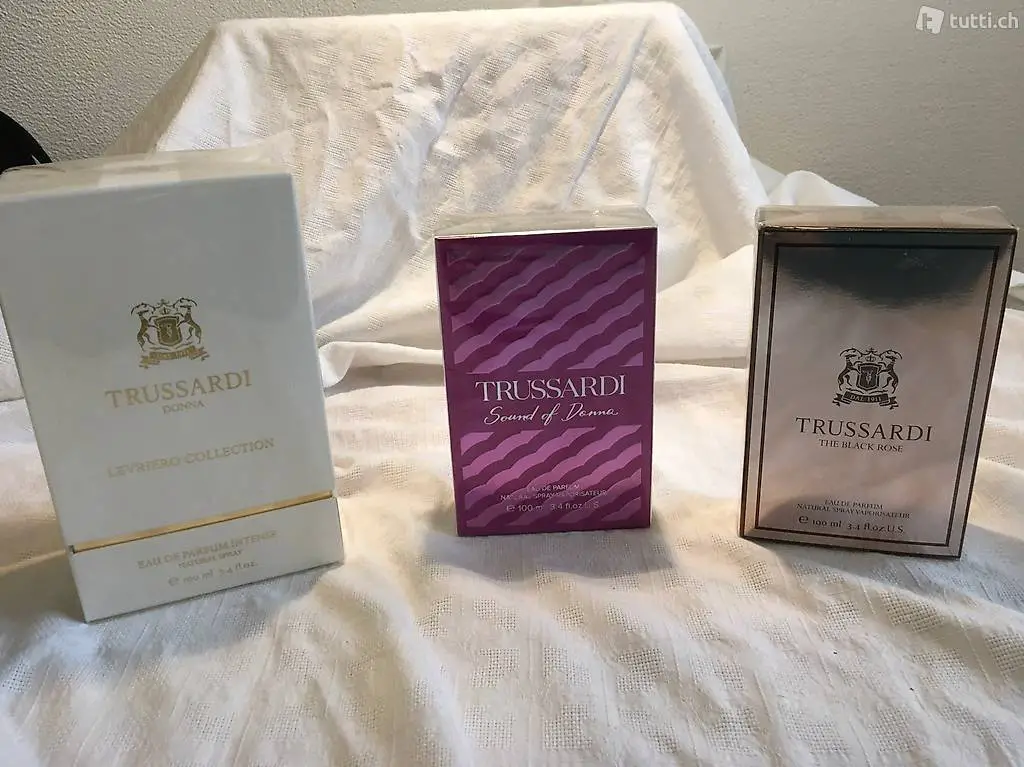 tutti.ch
DAL 1911
TRUSSARDI
DONNA
LEVRIERO COLLECTION
EAU DE PARFUM INTENSE
NATURAL SPRAY
e 100 ml 3.4 fl.oz.
TRUSSARDI
Sound of Donna
EAU DE PARFUM
NATURAL SPRAY-VAPORISATEUR
e 100 ml 3.4 fl.oz U.S.
DAL 1911
TRUSSARDI
THE BLACK ROSE
EAU DE PARFUM
NATURAL SPRAY/VAPORISATEUR
e 100 ml 3.4 fl.oz U.S.